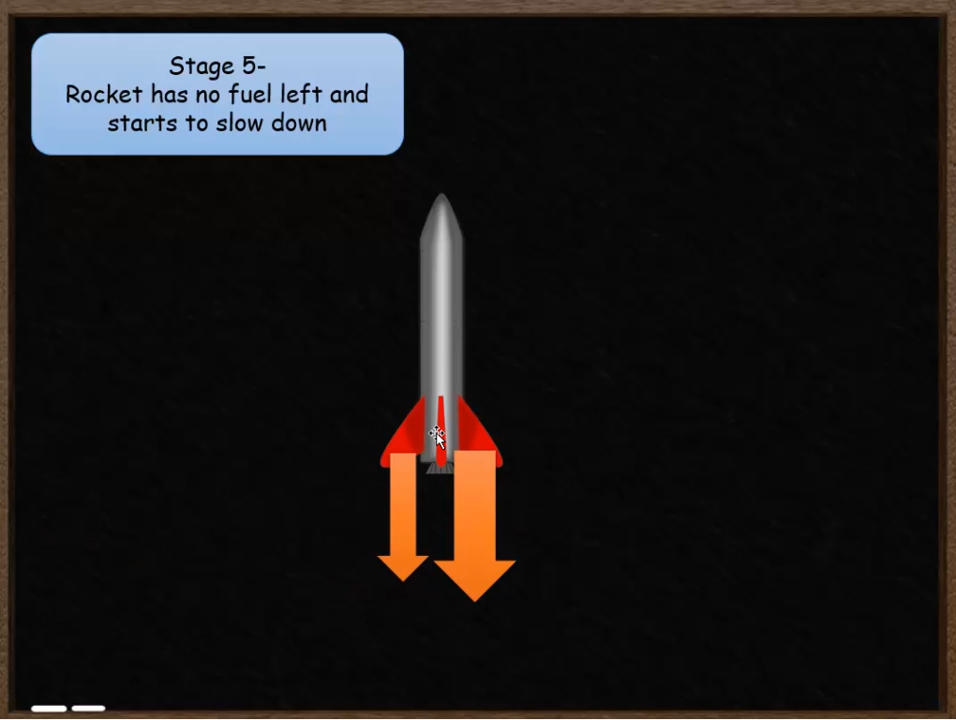 Stage 5-
Rocket has no fuel left and
starts to slow down